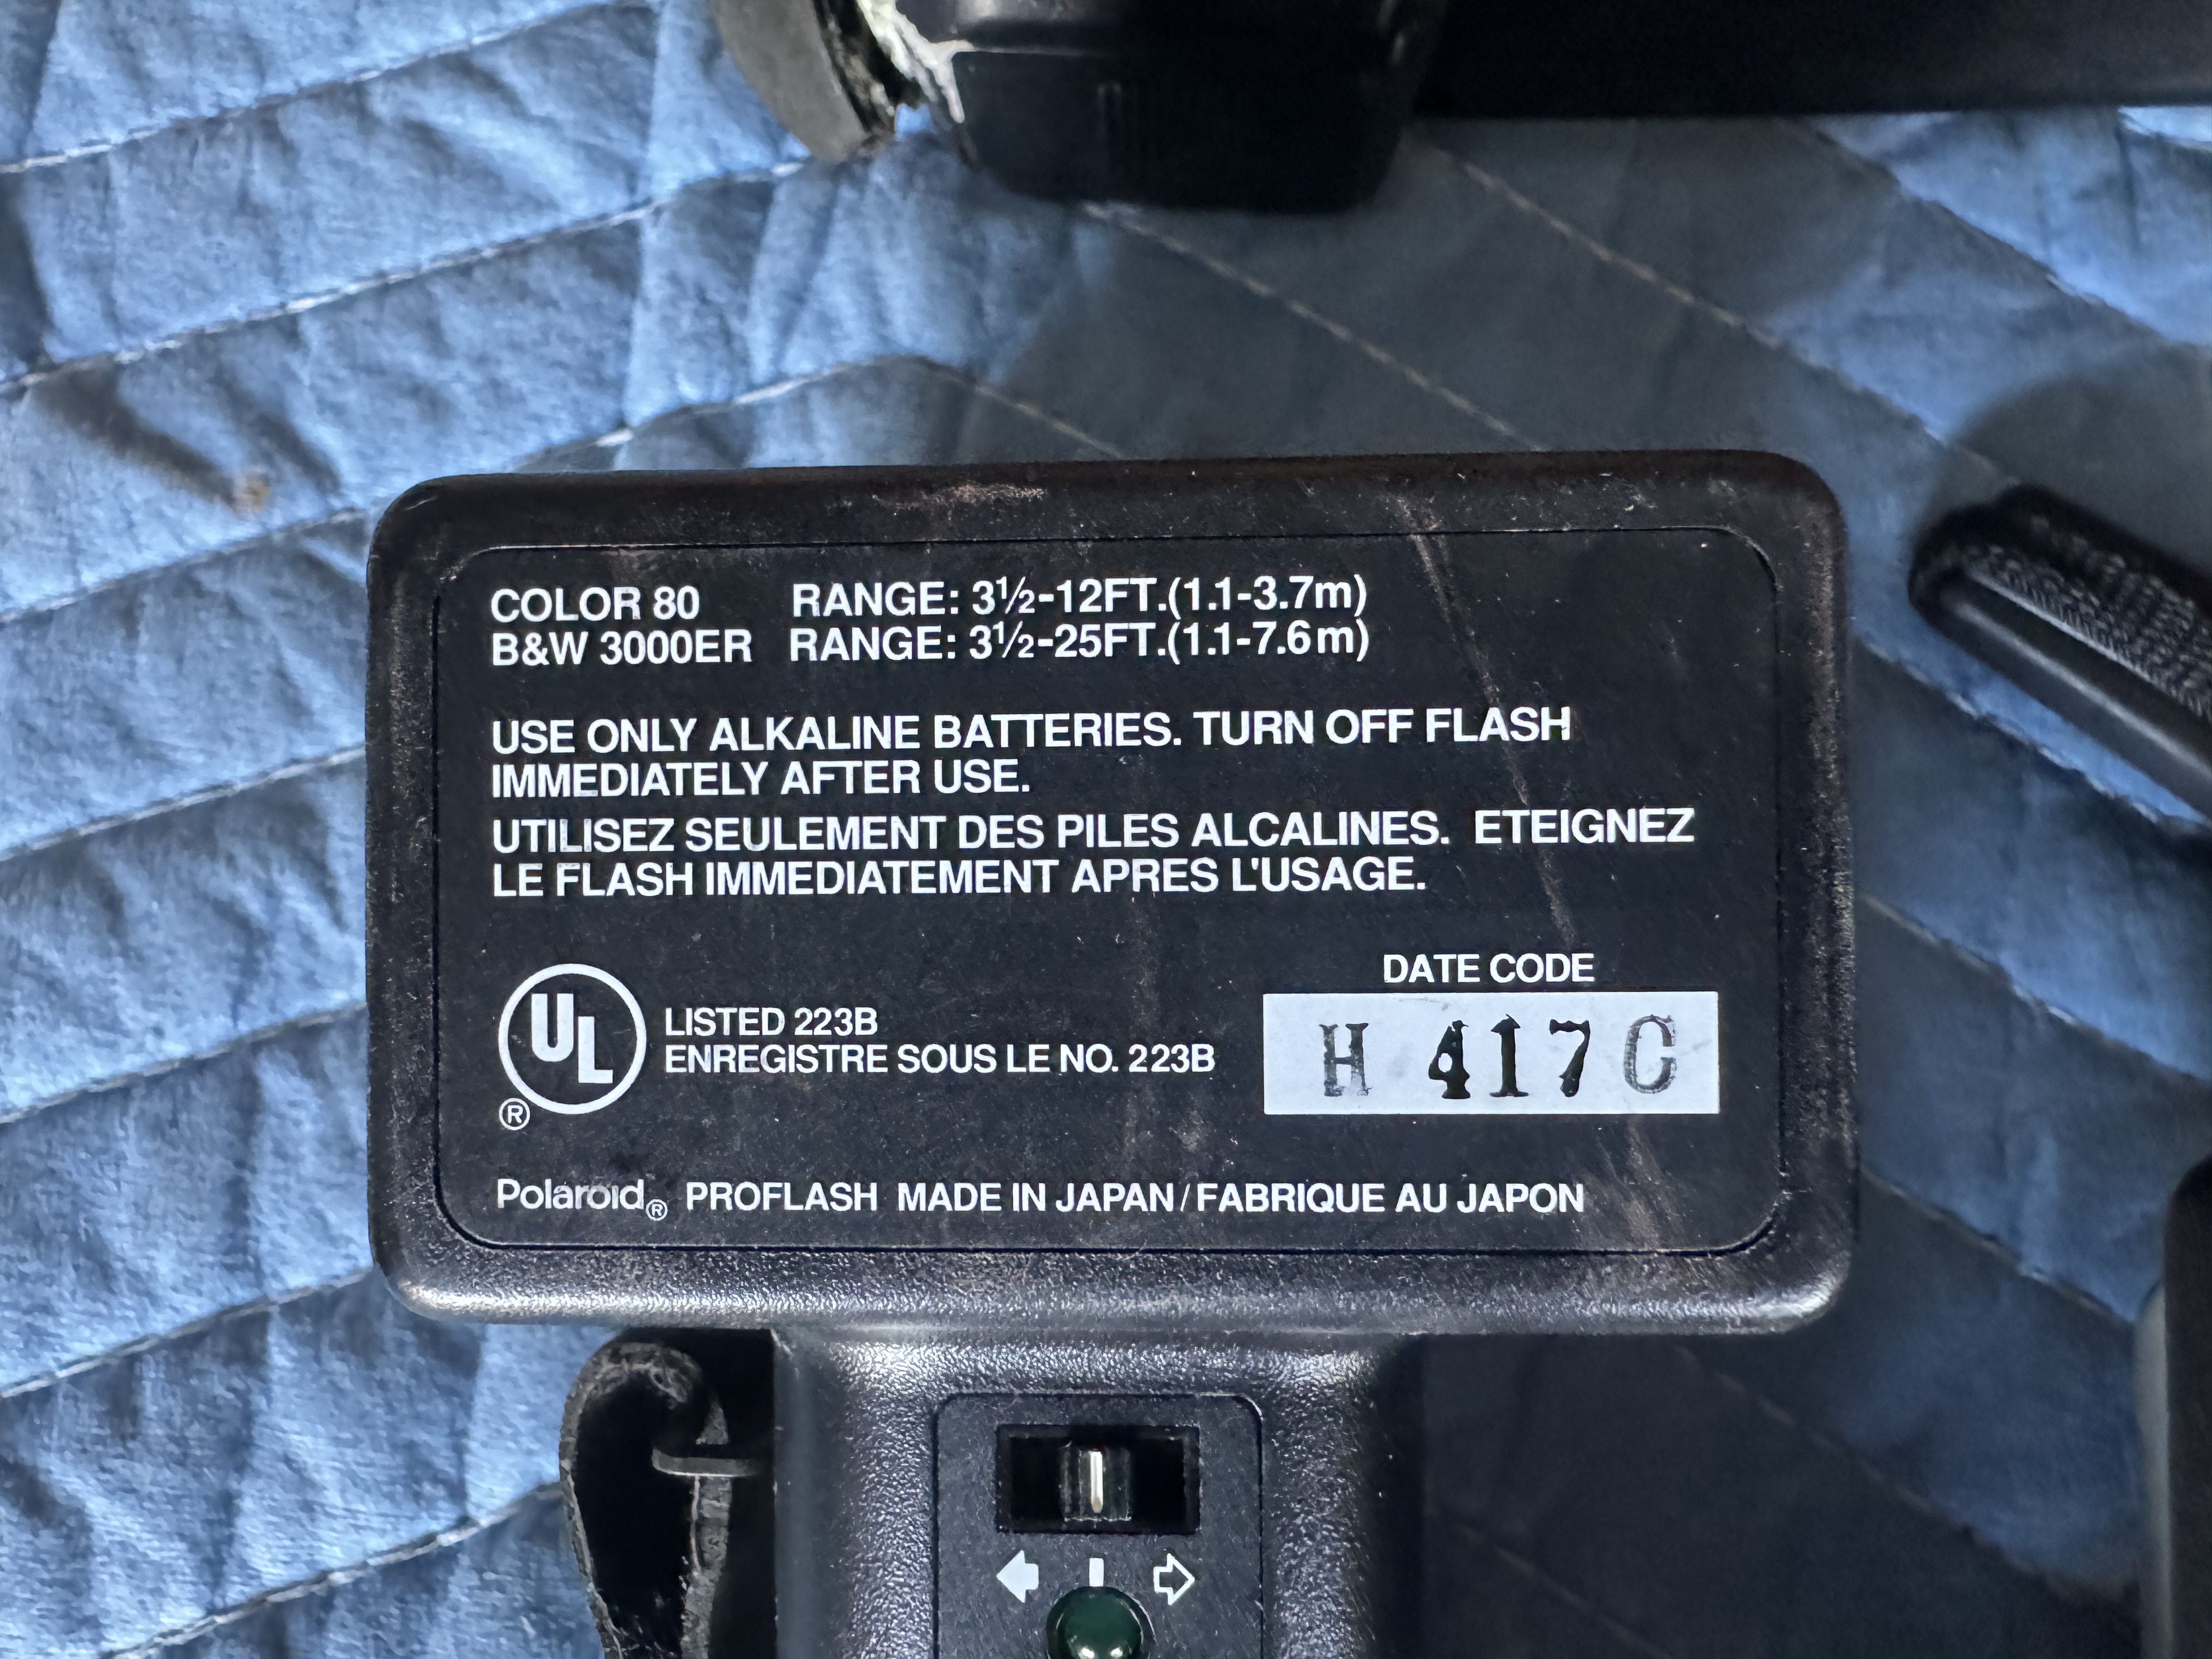 COLOR 80 RANGE: 3½-12FT.(1.1-3.7m)
B&W 3000ER RANGE: 3½-25FT.(1.1-7.6m)
USE ONLY ALKALINE BATTERIES. TURN OFF FLASH
IMMEDIATELY AFTER USE.
UTILISEZ SEULEMENT DES PILES ALCALINES. ETEIGNEZ
LE FLASH IMMEDIATEMENT APRES L'USAGE.
DATE CODE
H 417C
UL
®
LISTED 223B
ENREGISTRE SOUS LE NO. 223B
Polaroid® PROFLASH MADE IN JAPAN/FABRIQUE AU JAPON